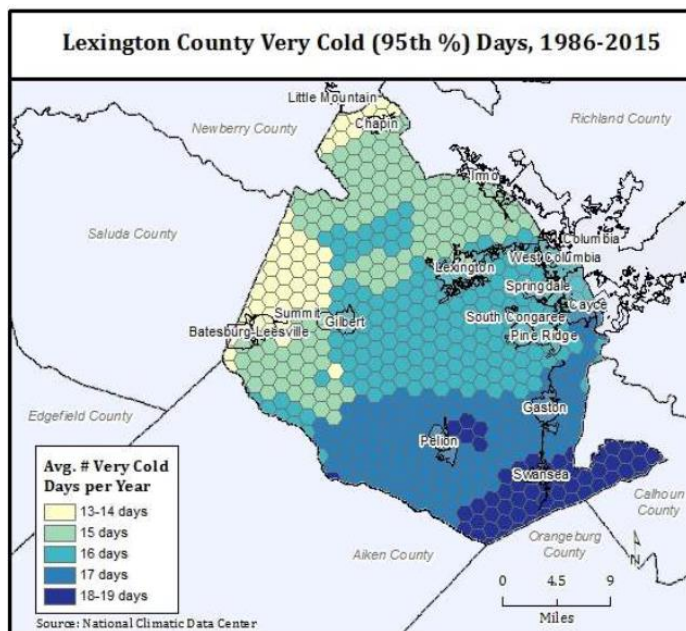 Lexington County Very Cold (95th %) Days, 1986-2015
Little Mountain
Newberry County
Chapin
Richland County
Irmo
Saluda County
Columbia
West Columbia
Lexington
Springdale
Cayce
Summit
South Congaree
Gilbert
Batesburg-Leesville
Pine Ridge
Edgefield County
Gaston
Pelion
Swansea
Calhoun
County
Orangeburg
County
Aiken County
N
Avg. # Very Cold
Days per Year
13-14 days
15 days
16 days
17 days
18-19 days
0 4.5 9
Miles
Source: National Climatic Data Center